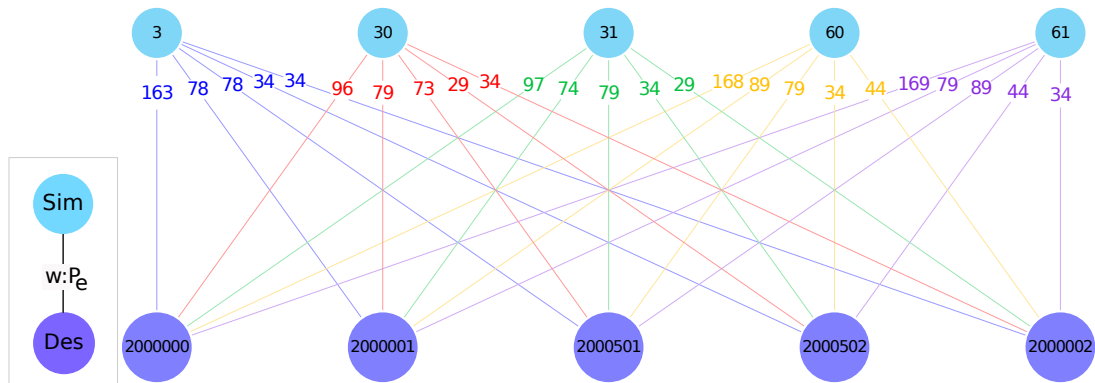 3 30 31 60 61
163 78 78 34 34 96 79 73 29 34 97 74 79 34 29 168 89 79 34 44 169 79 89 44 34
Sim
w:Pe
Des
2000000 2000001 2000501 2000502 2000002